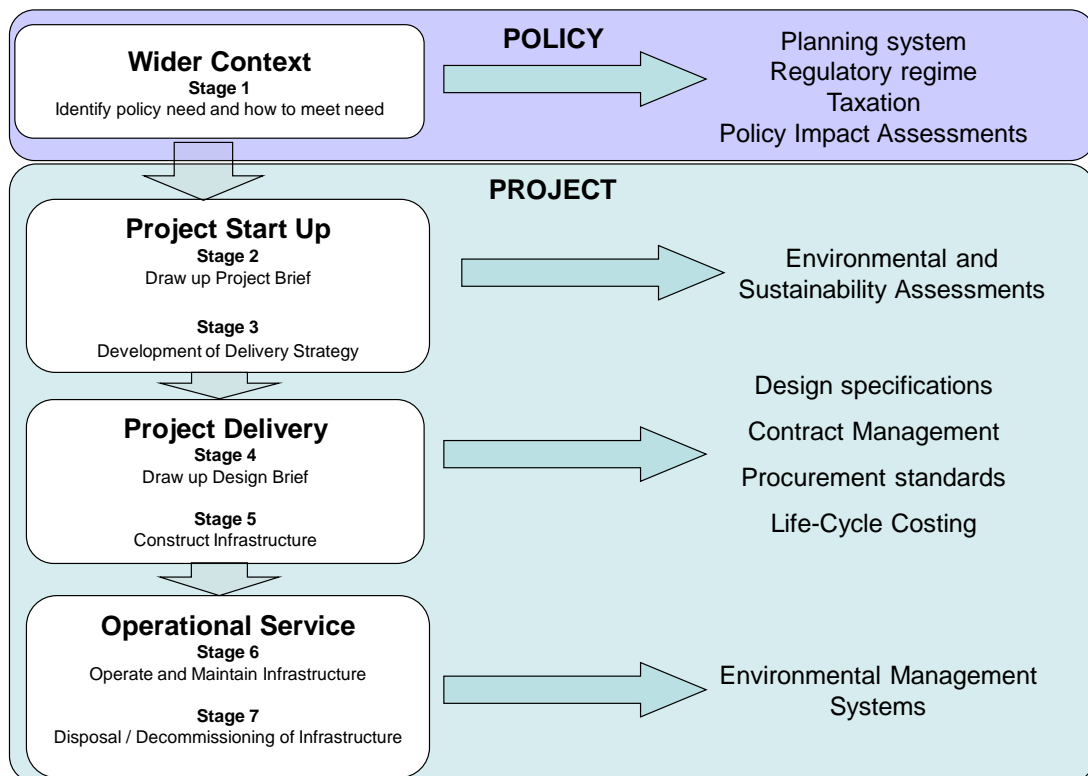 POLICY
Wider Context
Stage 1
Identify policy need and how to meet need
Planning system
Regulatory regime
Taxation
Policy Impact Assessments
PROJECT
Project Start Up
Stage 2
Draw up Project Brief
Stage 3
Development of Delivery Strategy
Environmental and
Sustainability Assessments
Project Delivery
Stage 4
Draw up Design Brief
Stage 5
Construct Infrastructure
Design specifications
Contract Management
Procurement standards
Life-Cycle Costing
Operational Service
Stage 6
Operate and Maintain Infrastructure
Stage 7
Disposal / Decommissioning of Infrastructure
Environmental Management
Systems